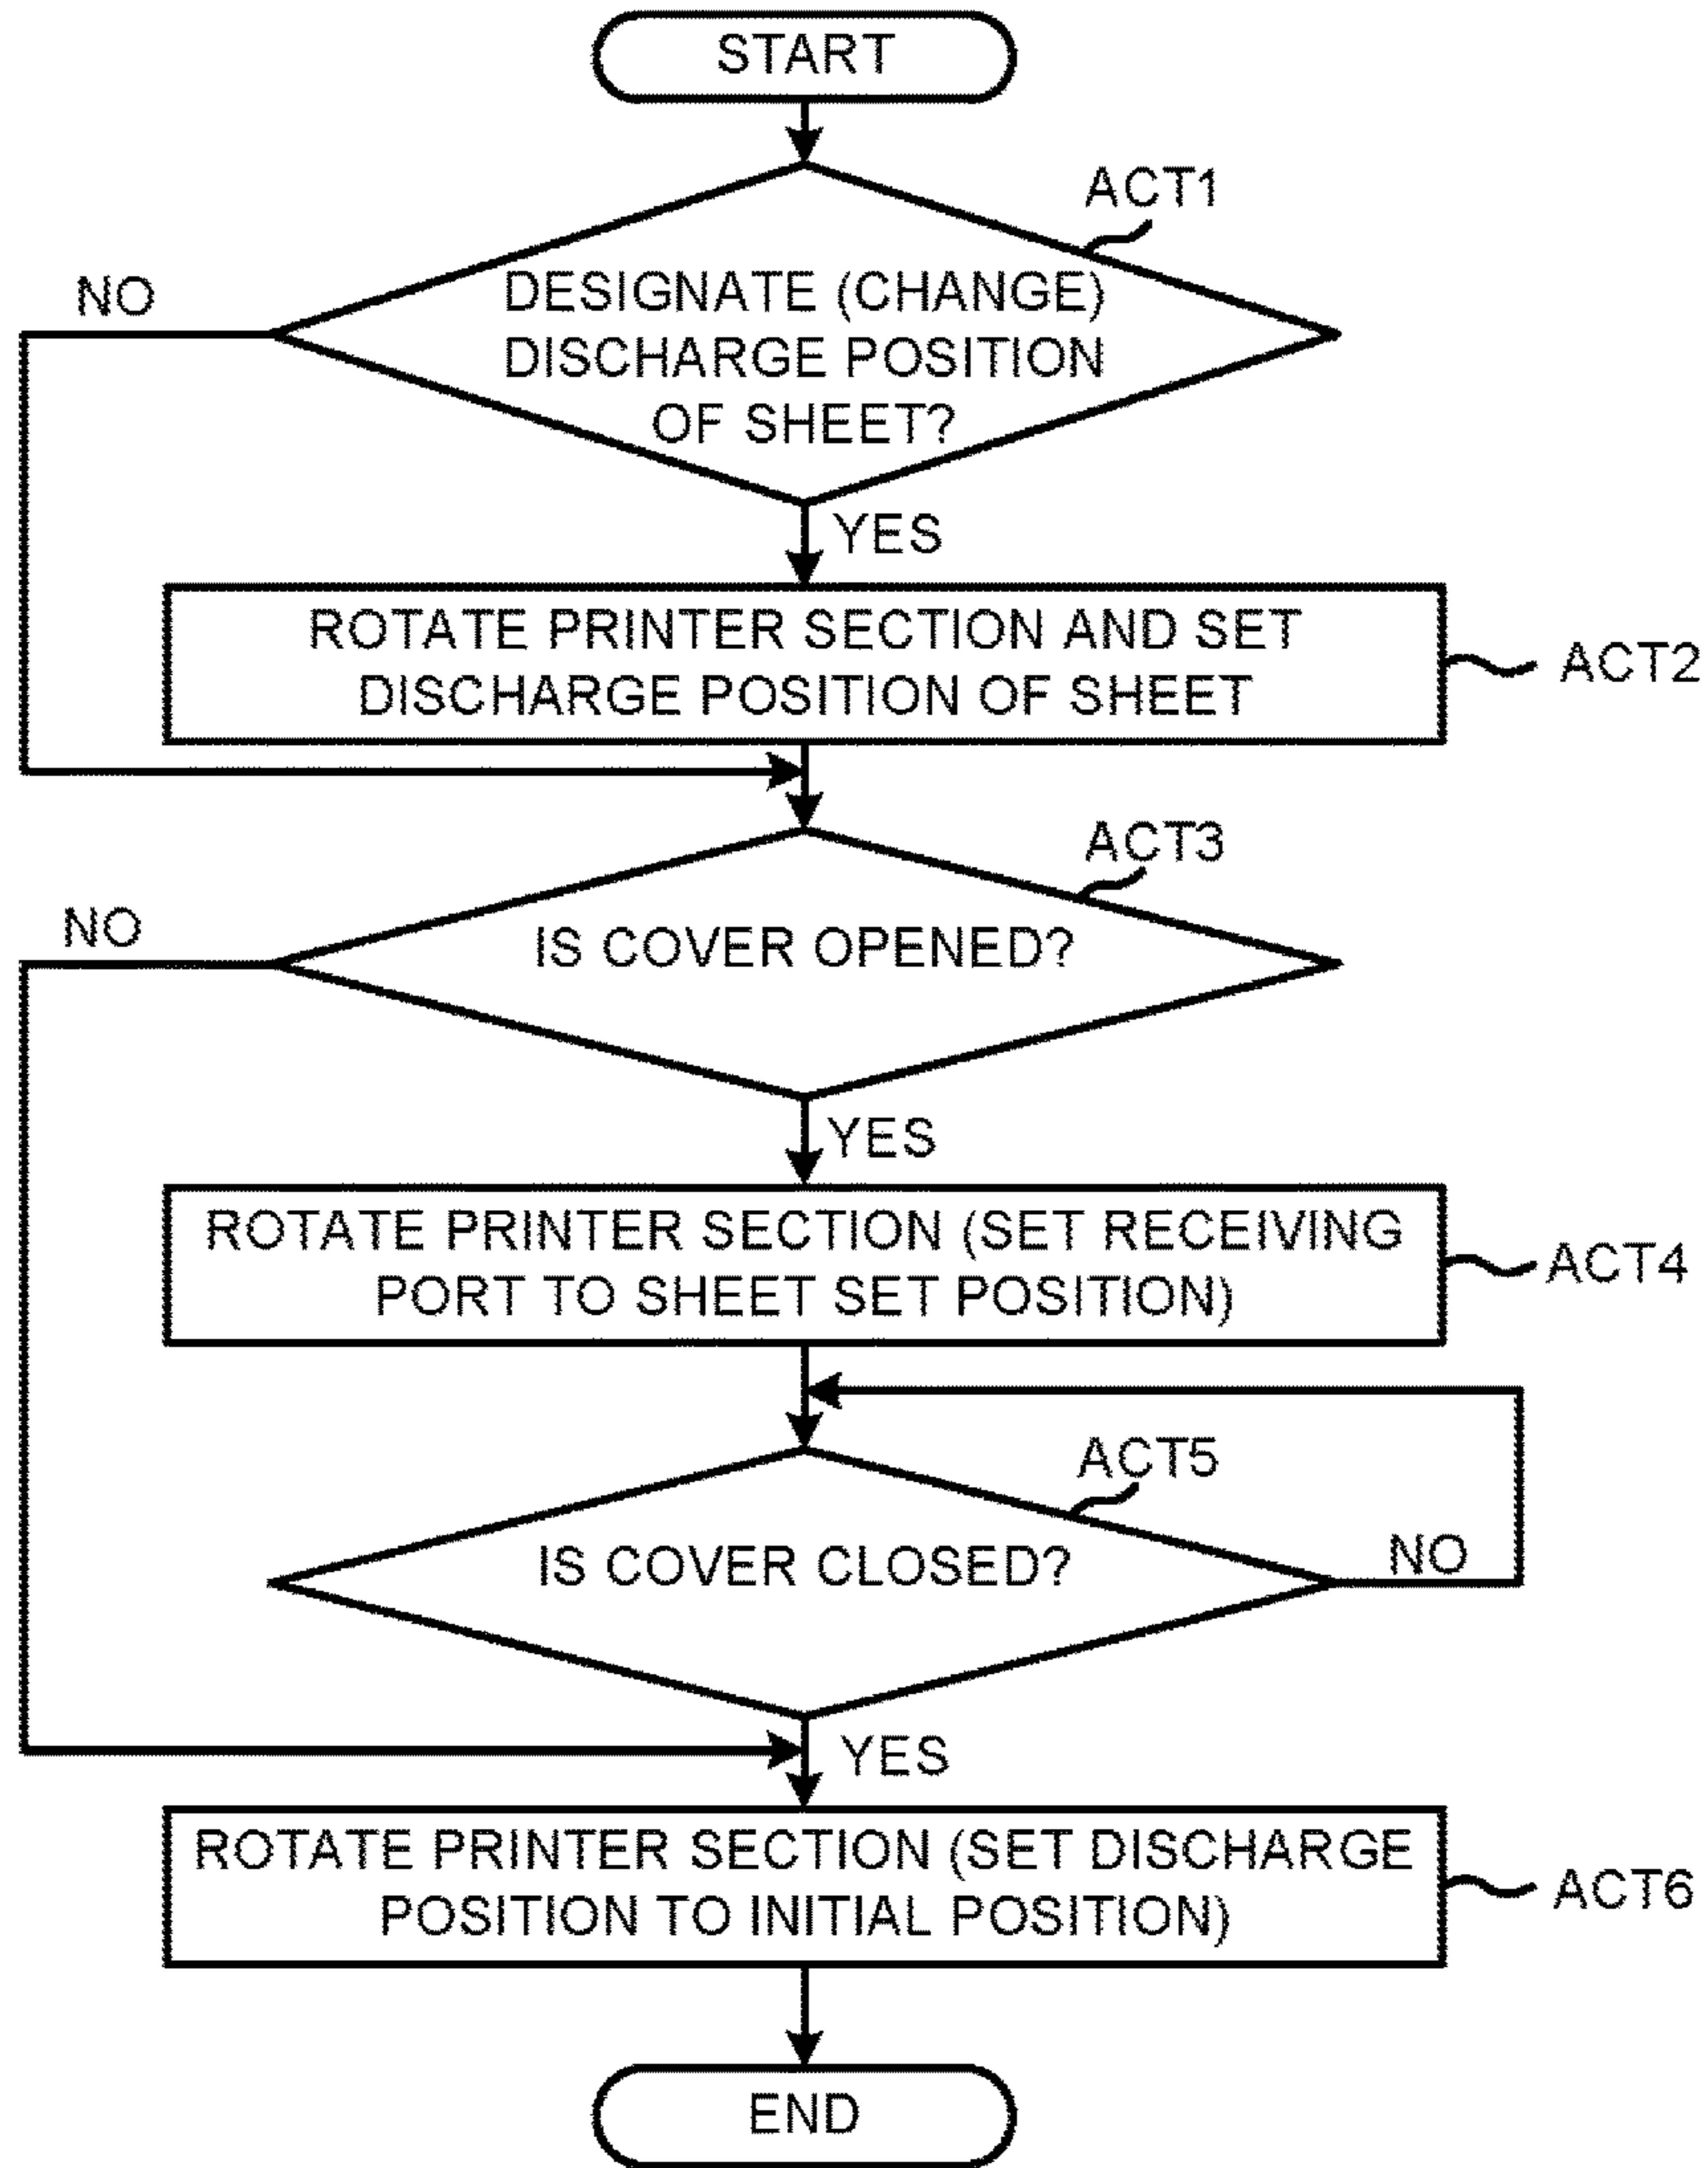 START
ACT1
NO
DESIGNATE (CHANGE)
DISCHARGE POSITION
OF SHEET?
YES
ROTATE PRINTER SECTION AND SET
DISCHARGE POSITION OF SHEET
ACT2
ACT3
NO
IS COVER OPENED?
YES
ROTATE PRINTER SECTION (SET RECEIVING
PORT TO SHEET SET POSITION)
ACT4
ACT5
IS COVER CLOSED?
NO
YES
ROTATE PRINTER SECTION (SET DISCHARGE
POSITION TO INITIAL POSITION)
ACT6
END